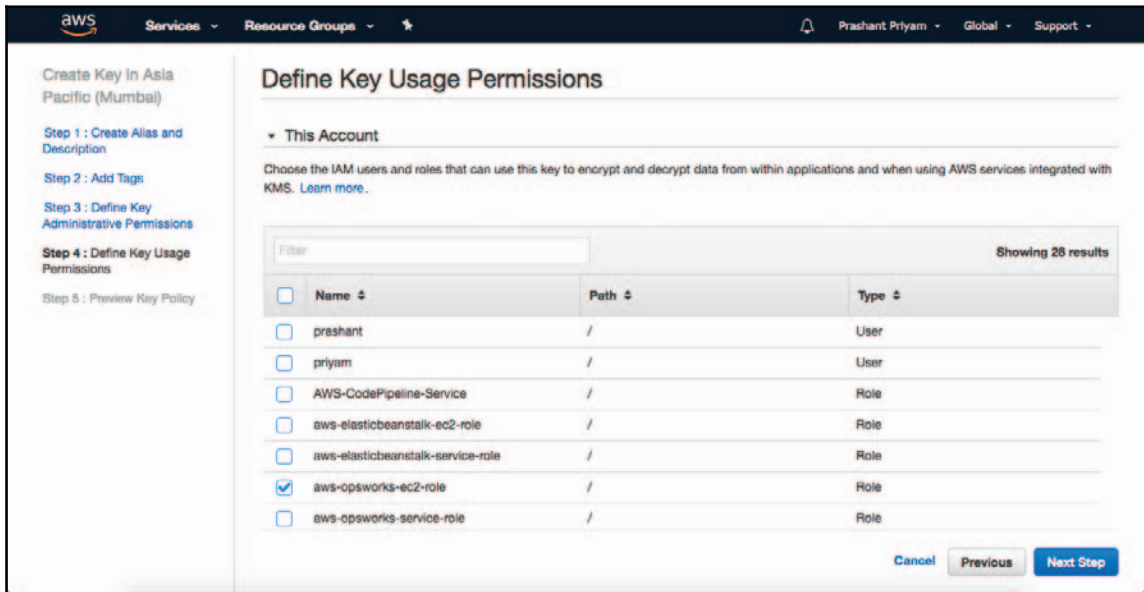 aws Services Resource Groups Prashant Priyam Global Support
Create Key in Asia
Pacific (Mumbai)
Step 1 : Create Alias and
Description
Step 2 : Add Tags
Step 3 : Define Key
Administrative Permissions
Step 4 : Define Key Usage
Permissions
Step 5 : Preview Key Policy
Define Key Usage Permissions
This Account
Choose the IAM users and roles that can use this key to encrypt and decrypt data from within applications and when using AWS services integrated with
KMS. Learn more.
Filter Showing 28 results
Name Path Type
prashant / User
priyam / User
AWS-CodePipeline-Service / Role
aws-elasticbeanstalk-ec2-role / Role
aws-elasticbeanstalk-service-role / Role
aws-opsworks-ec2-role / Role
aws-opsworks-service-role / Role
Cancel Previous Next Step